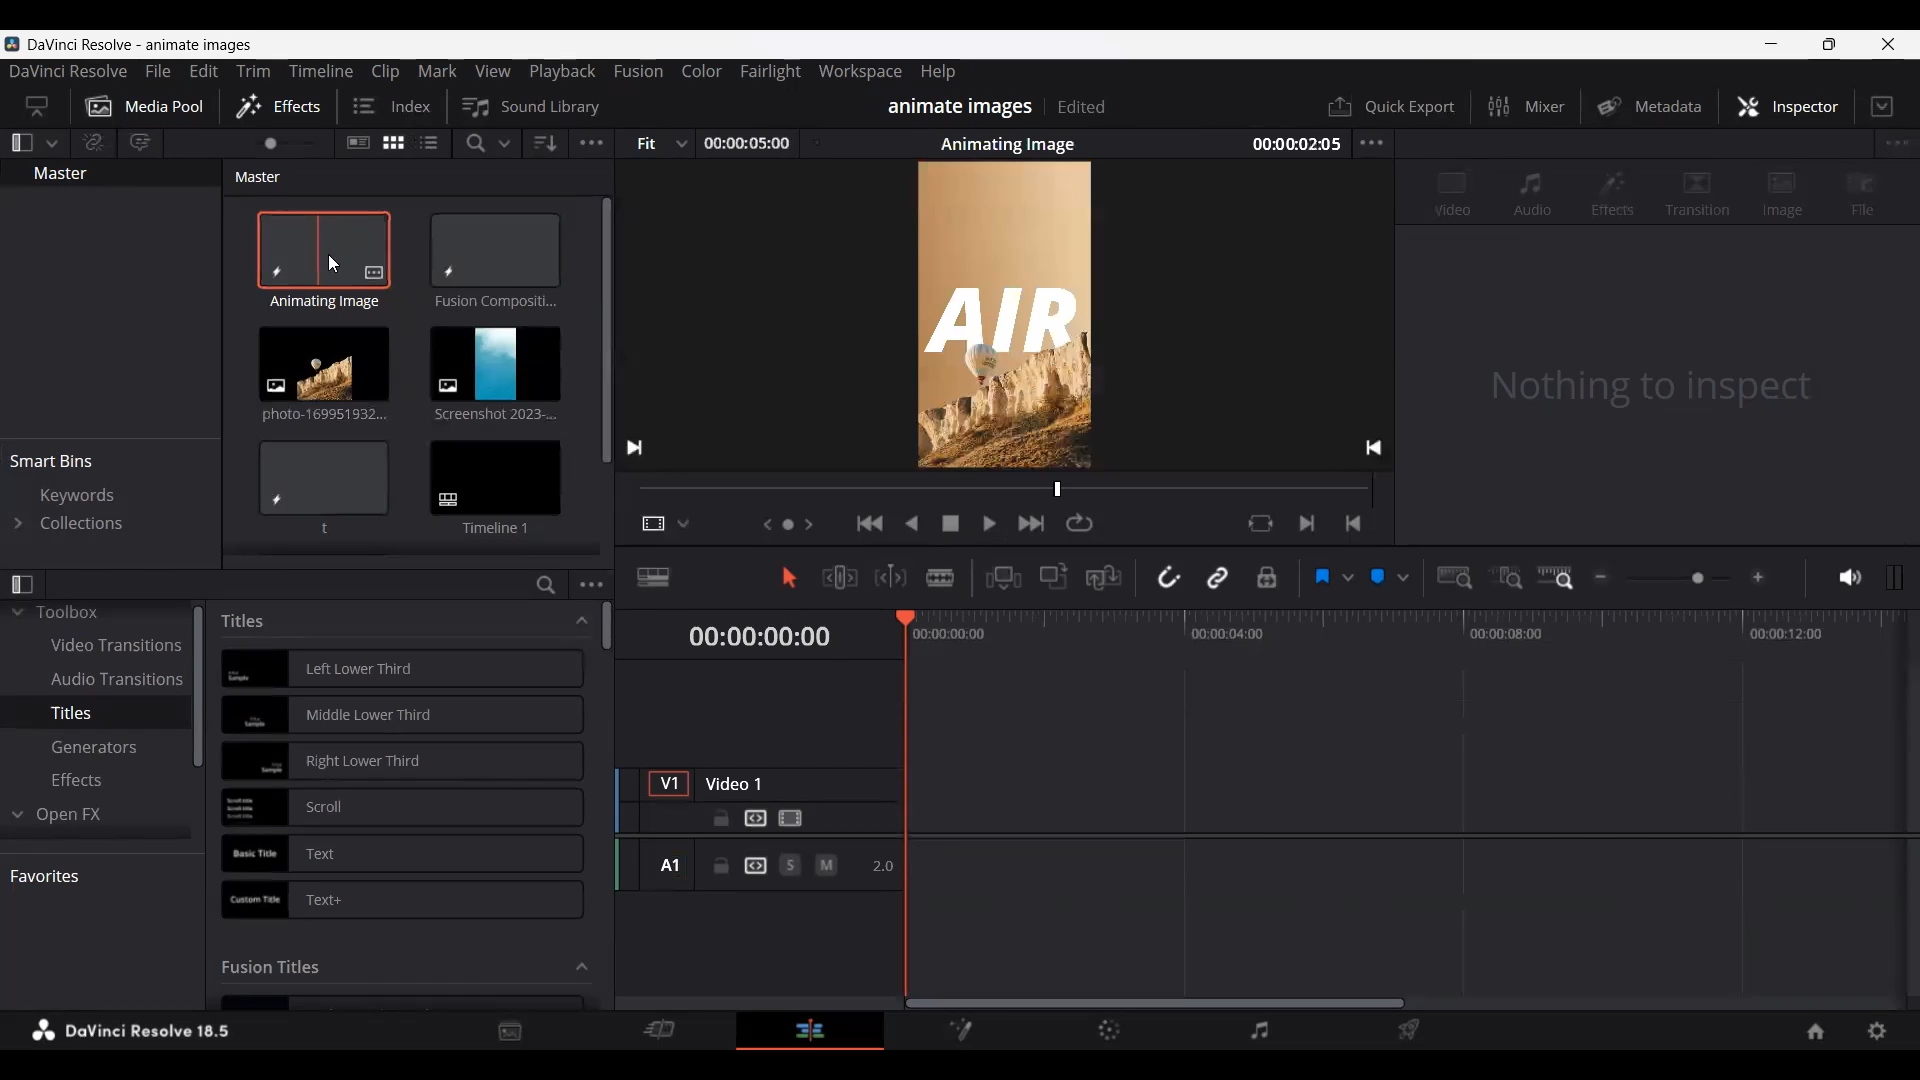 DaVinci Resolve - animate images
DaVinci Resolve File Edit Trim Timeline Clip Mark View Playback Fusion Color Fairlight Workspace Help
Media Pool Effects Index Sound Library animate images Edited Quick Export Mixer Metadata Inspector
Fit 00:00:05:00 Animating Image 00:00:02:05
Master
Master
Video Audio Effects Transition Image File
Animating Image Fusion Compositi...
AIR
photo-169951932... Screenshot 2023-...
Nothing to inspect
Smart Bins
Keywords
Collections
t Timeline 1
Toolbox
Video Transitions
Audio Transitions
Titles
Generators
Effects
Open FX
Favorites
Titles
Left Lower Third
Middle Lower Third
Right Lower Third
Scroll
Basic Title Text
Custom Title Text+
Fusion Titles
00:00:00:00 00:00:00:00 00:00:04:00 00:00:08:00 00:00:12:00
V1 Video 1
A1 S M 2.0
DaVinci Resolve 18.5